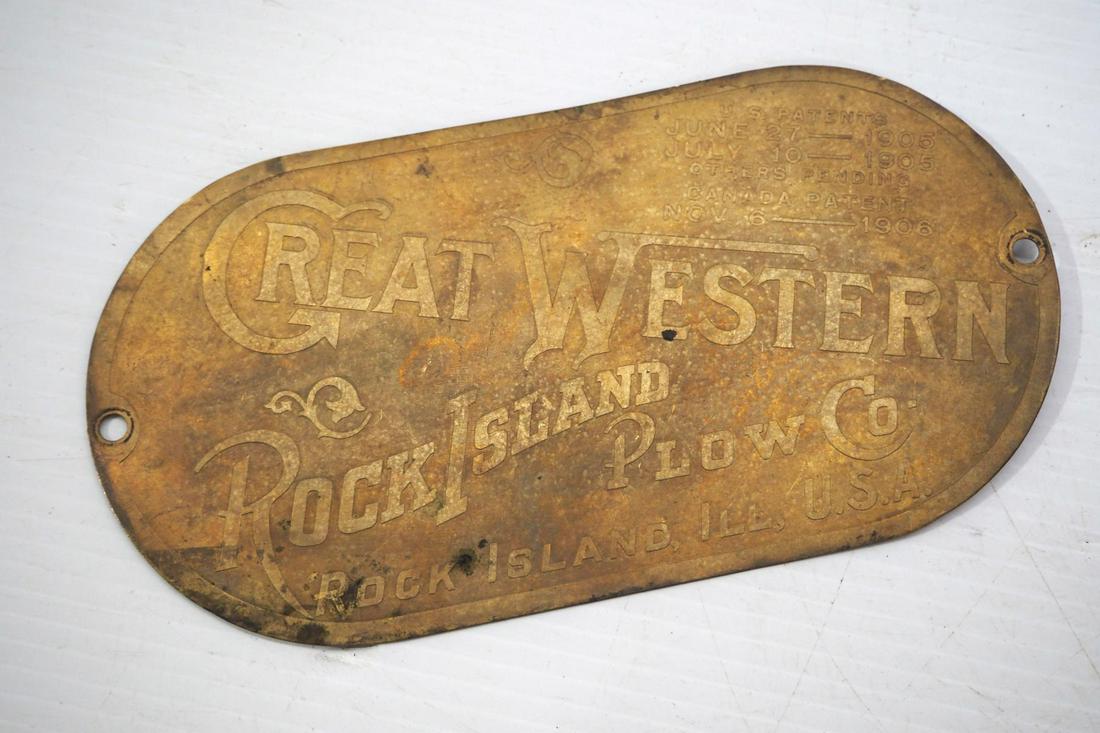 U.S. PATENTS
JUNE 27 — 1905
JULY 10 — 1905
OTHERS PENDING
CANADA PATENT
NOV. 6 — 1906
GREAT WESTERN
ROCK ISLAND
PLOW CO.
ROCK ISLAND, ILL., U.S.A.